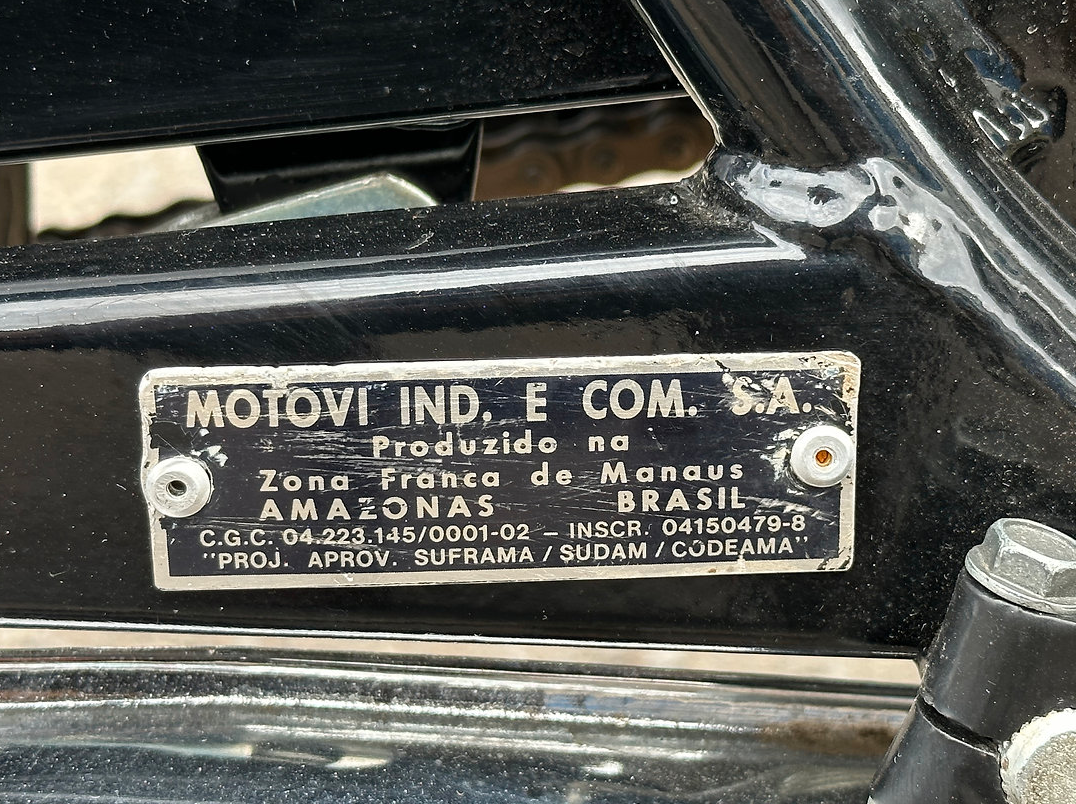 MOTOVI IND. E COM. S.A.
Produzido na
Zona Franca de Manaus
AMAZONAS BRASIL
C.G.C. 04.223.145/0001-02 – INSCR. 04150479-8
"PROJ. APROV. SUFRAMA / SUDAM / CODEAMA"